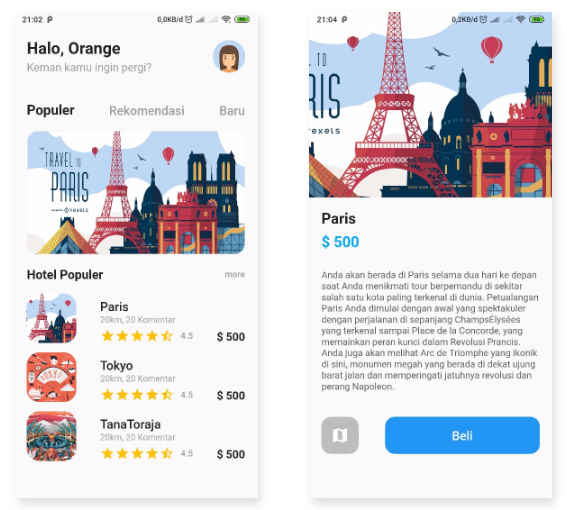 21:02 P 0,0KB/d
Halo, Orange
Keman kamu ingin pergi?
Populer Rekomendasi Baru
TRAVEL TO
PARIS
vexels
Hotel Populer more
Paris
20km, 20 Komentar
4.5 $ 500
TOKYO
Tokyo
20km, 20 Komentar
4.5 $ 500
TanaToraja
20km, 20 Komentar
4.5 $ 500
21:04 P 0,2KB/d
TO
RIS
vexels
Paris
$ 500
Anda akan berada di Paris selama dua hari ke depan
saat Anda menikmati tour berpemandu di sekitar
salah satu kota paling terkenal di dunia. Petualangan
Paris Anda dimulai dengan awal yang spektakuler
dengan perjalanan di sepanjang ChampsÉlysées
yang terkenal sampai Place de la Concorde, yang
memainkan peran kunci dalam Revolusi Prancis.
Anda juga akan melihat Arc de Triomphe yang ikonik
di sini, monumen megah yang berada di dekat ujung
barat jalan dan memperingati jatuhnya revolusi dan
perang Napoleon.
Beli